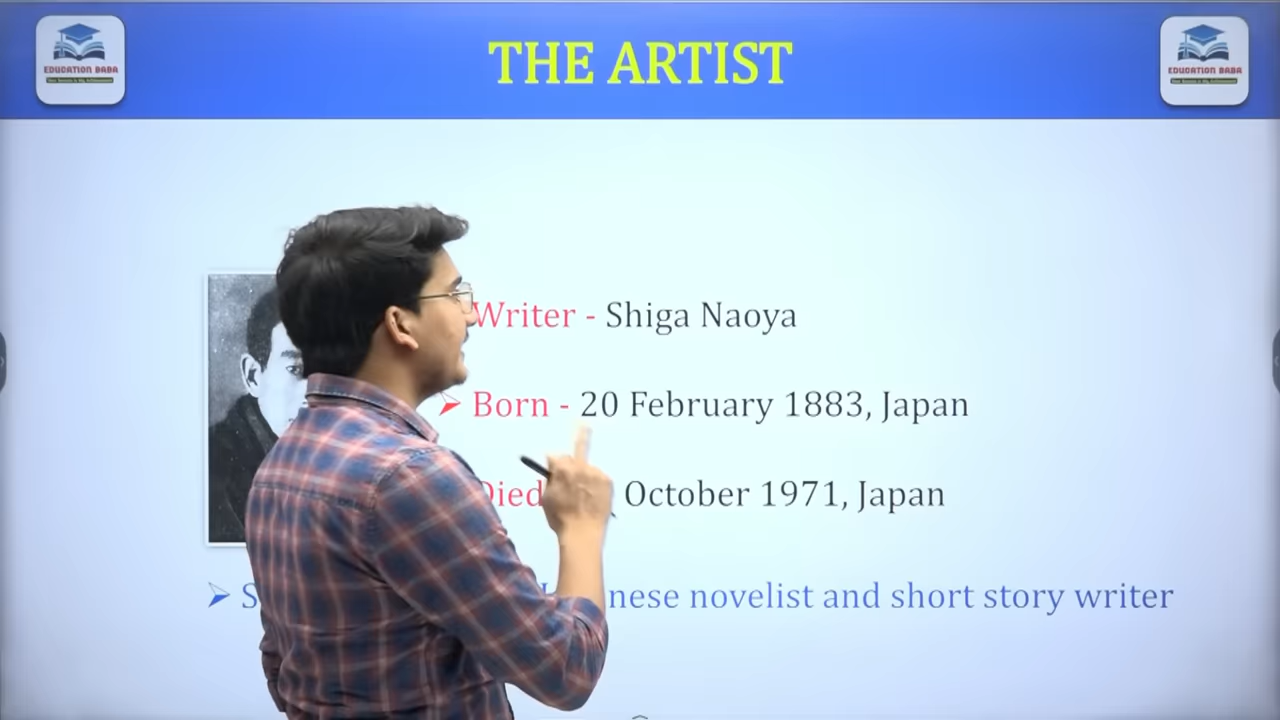 EDUCATION BABA
THE ARTIST
EDUCATION BABA
Writer - Shiga Naoya
Born - 20 February 1883, Japan
Died October 1971, Japan
novelist and short story writer